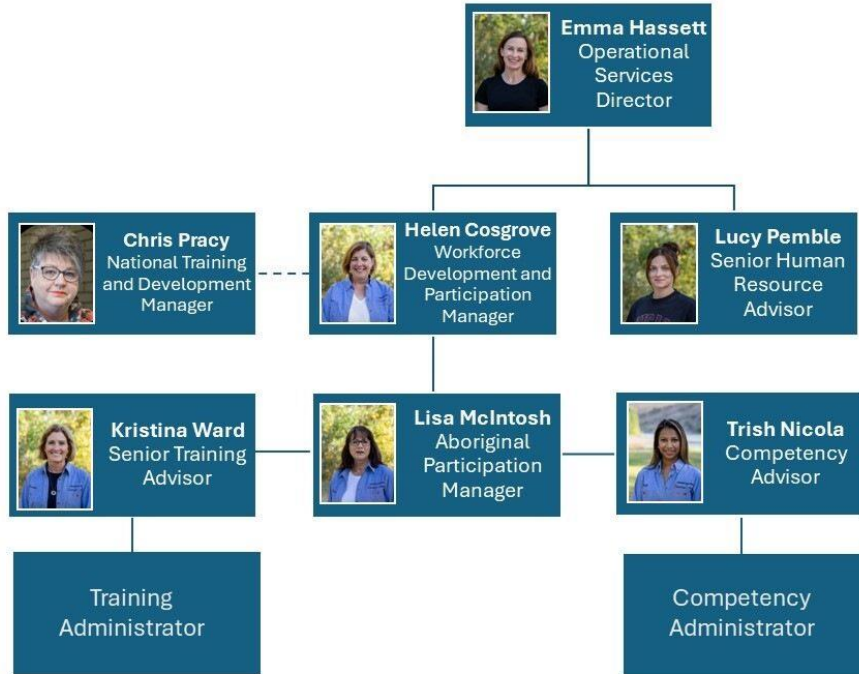 Emma Hassett
Operational
Services
Director
Chris Pracy
National Training
and Development
Manager
Helen Cosgrove
Workforce
Development and
Participation
Manager
Lucy Pemble
Senior Human
Resource
Advisor
Kristina Ward
Senior Training
Advisor
Lisa McIntosh
Aboriginal
Participation
Manager
Trish Nicola
Competency
Advisor
Training
Administrator
Competency
Administrator